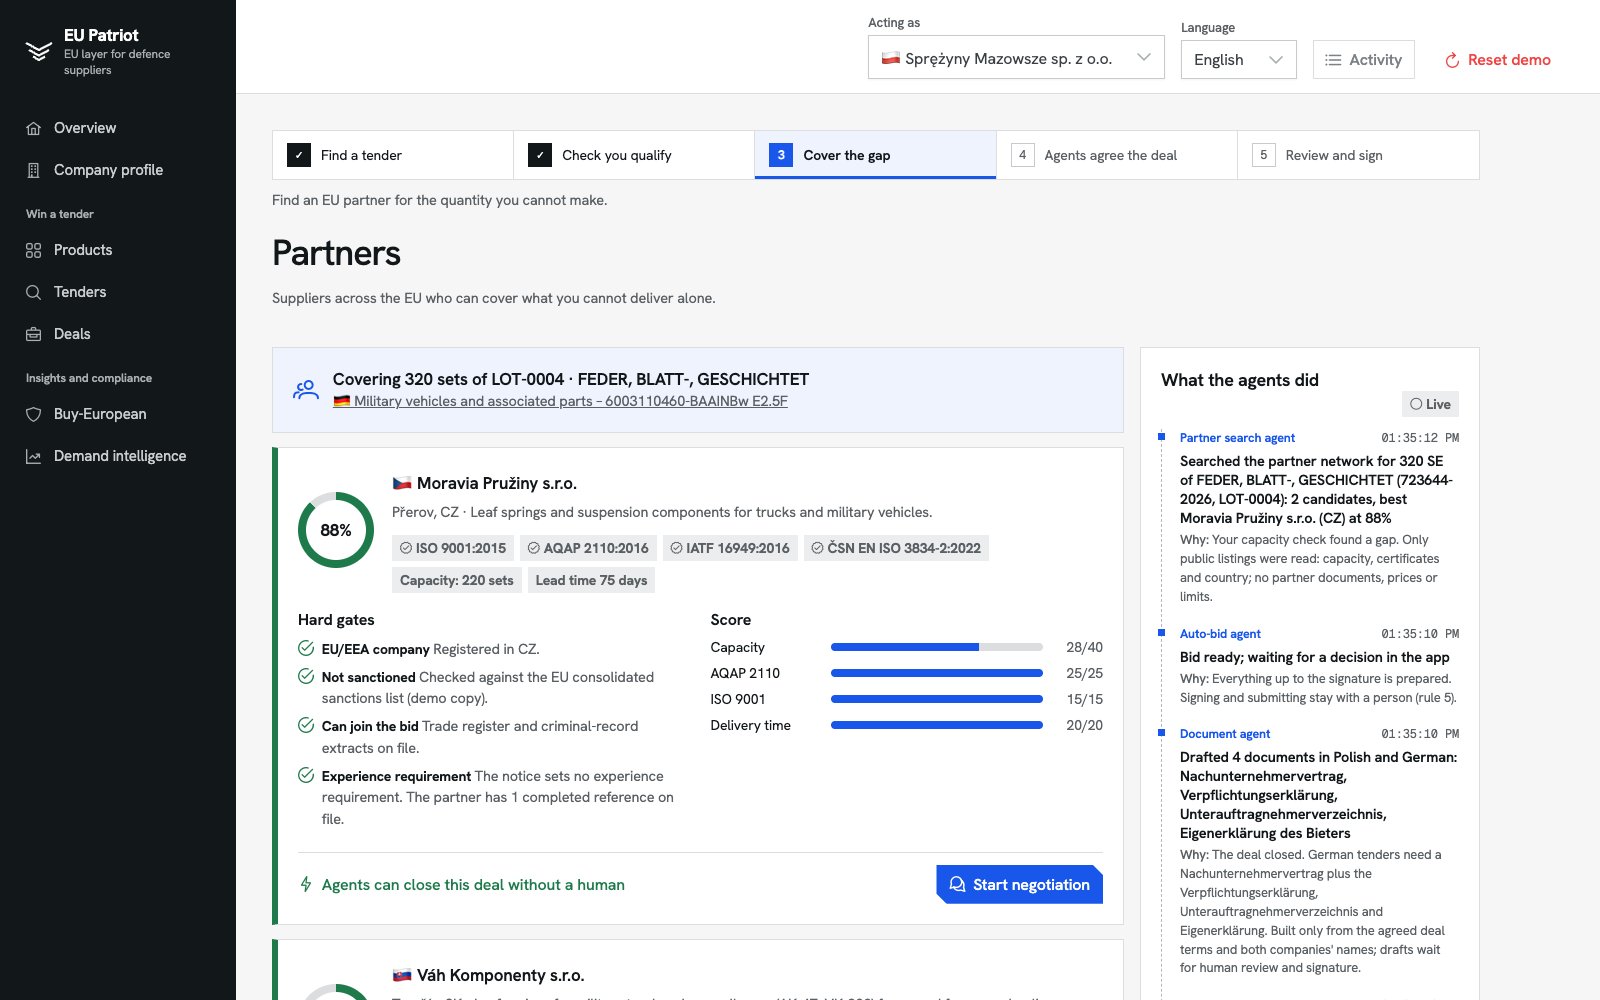 EU Patriot
EU layer for defence
suppliers
Overview
Company profile
Win a tender
Products
Tenders
Deals
Insights and compliance
Buy-European
Demand intelligence
Acting as
Sprężyny Mazowsze sp. z o.o.
Language
English
Activity
Reset demo
Find a tender
Check you qualify
3 Cover the gap
4 Agents agree the deal
5 Review and sign
Find an EU partner for the quantity you cannot make.
Partners
Suppliers across the EU who can cover what you cannot deliver alone.
Covering 320 sets of LOT-0004 · FEDER, BLATT-, GESCHICHTET
Military vehicles and associated parts – 6003110460-BAAINBw E2.5F
88%
Moravia Pružiny s.r.o.
Přerov, CZ · Leaf springs and suspension components for trucks and military vehicles.
ISO 9001:2015 AQAP 2110:2016 IATF 16949:2016 ČSN EN ISO 3834-2:2022
Capacity: 220 sets Lead time 75 days
Hard gates
EU/EEA company Registered in CZ.
Not sanctioned Checked against the EU consolidated
sanctions list (demo copy).
Can join the bid Trade register and criminal-record
extracts on file.
Experience requirement The notice sets no experience
requirement. The partner has 1 completed reference on
file.
Score
Capacity 28/40
AQAP 2110 25/25
ISO 9001 15/15
Delivery time 20/20
Agents can close this deal without a human
Start negotiation
Váh Komponenty s.r.o.
What the agents did
Live
Partner search agent 01:35:12 PM
Searched the partner network for 320 SE
of FEDER, BLATT-, GESCHICHTET (723644-
2026, LOT-0004): 2 candidates, best
Moravia Pružiny s.r.o. (CZ) at 88%
Why: Your capacity check found a gap. Only
public listings were read: capacity, certificates
and country; no partner documents, prices or
limits.
Auto-bid agent 01:35:10 PM
Bid ready; waiting for a decision in the app
Why: Everything up to the signature is prepared.
Signing and submitting stay with a person (rule 5).
Document agent 01:35:10 PM
Drafted 4 documents in Polish and German:
Nachunternehmervertrag,
Verpflichtungserklärung,
Unterauftragnehmerverzeichnis,
Eigenerklärung des Bieters
Why: The deal closed. German tenders need a
Nachunternehmervertrag plus the
Verpflichtungserklärung,
Unterauftragnehmerverzeichnis and
Eigenerklärung. Built only from the agreed deal
terms and both companies' names; drafts wait
for human review and signature.